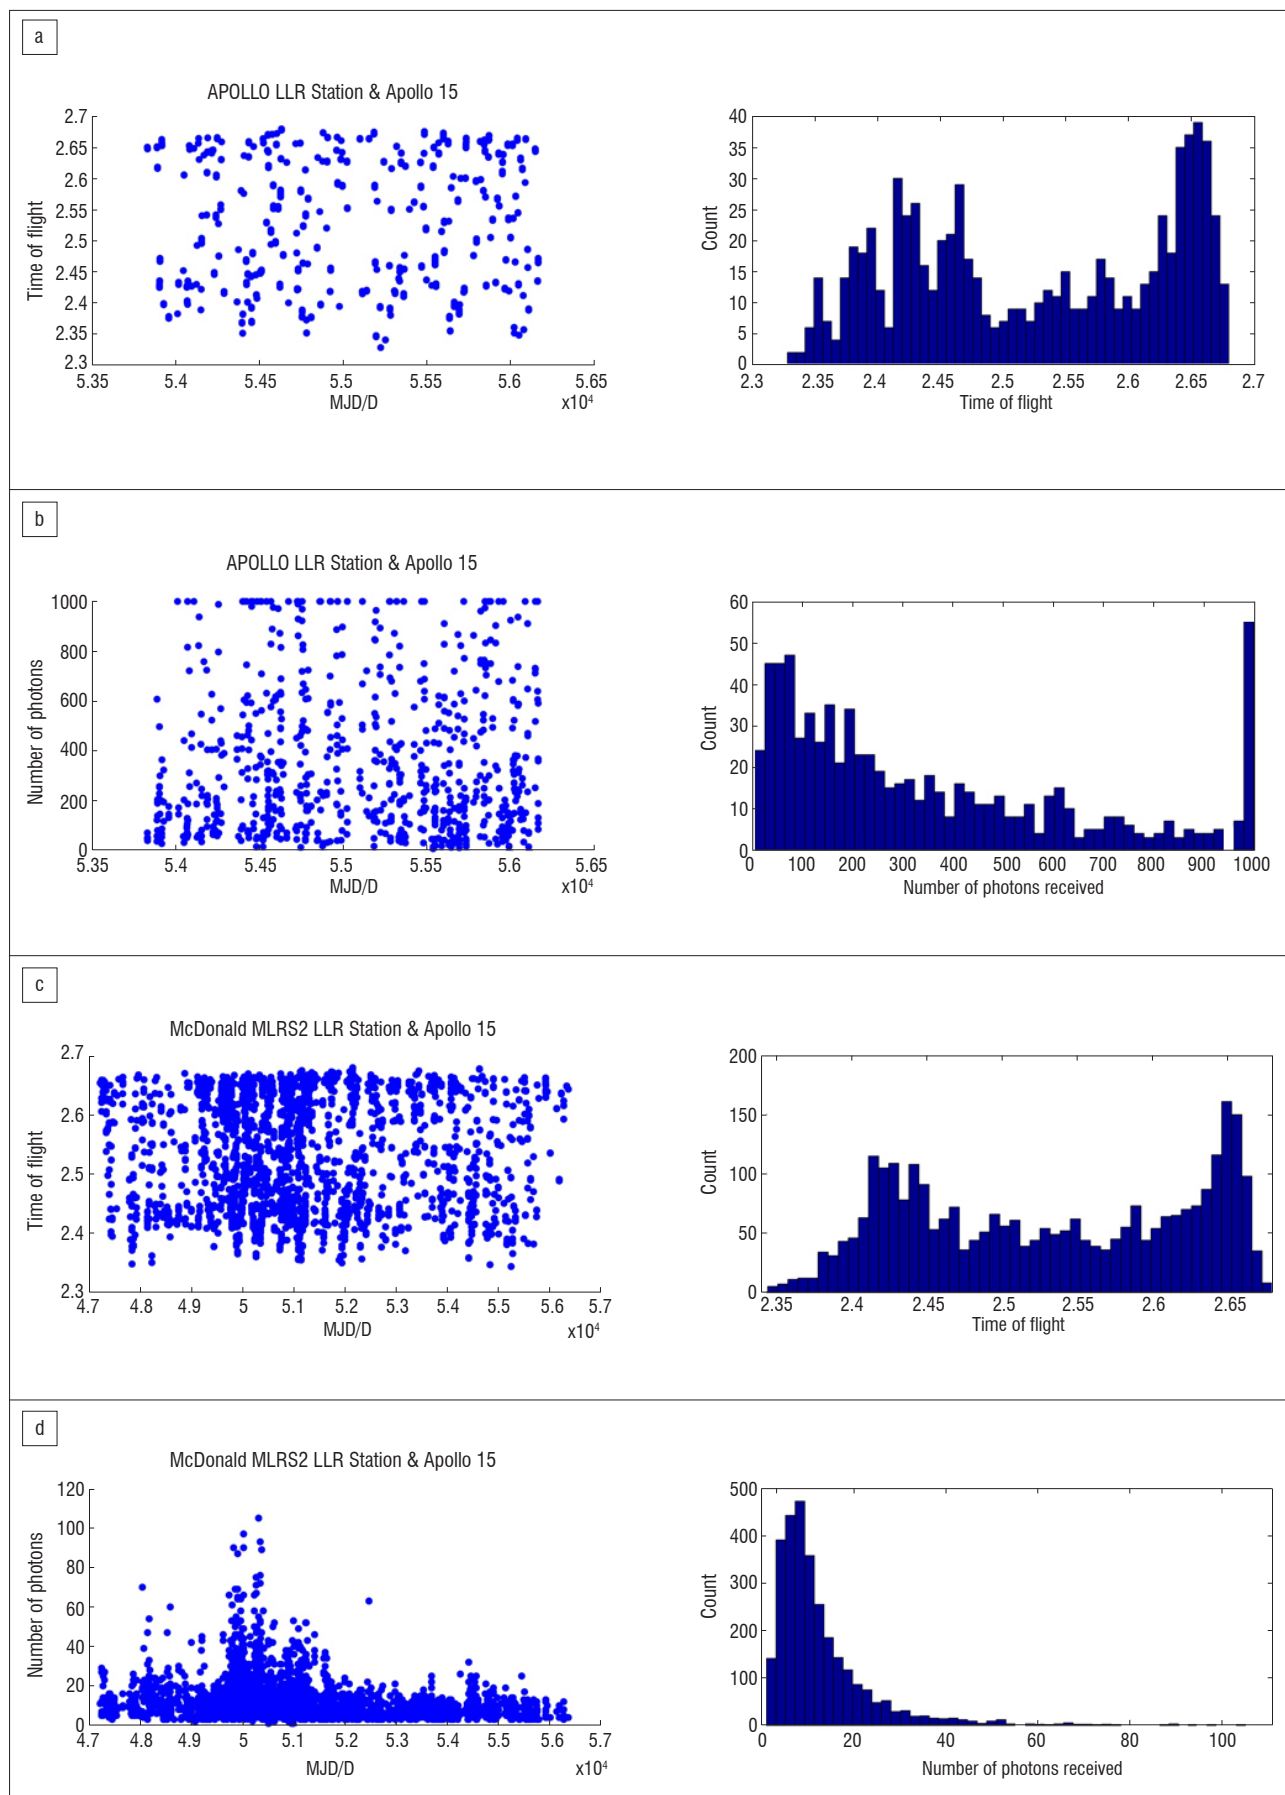 a
APOLLO LLR Station & Apollo 15
2.7
2.65
2.6
2.55
2.5
2.45
2.4
2.35
2.3
Time of flight
5.35 5.4 5.45 5.5 5.55 5.6 5.65
MJD/D
x10⁴
40
35
30
25
20
15
10
5
0
Count
2.3 2.35 2.4 2.45 2.5 2.55 2.6 2.65 2.7
Time of flight
b
APOLLO LLR Station & Apollo 15
1000
800
600
400
200
0
Number of photons
5.35 5.4 5.45 5.5 5.55 5.6 5.65
MJD/D
x10⁴
60
50
40
30
20
10
0
Count
0 100 200 300 400 500 600 700 800 900 1000
Number of photons received
c
McDonald MLRS2 LLR Station & Apollo 15
2.7
2.6
2.5
2.4
2.3
Time of flight
4.7 4.8 4.9 5 5.1 5.2 5.3 5.4 5.5 5.6 5.7
MJD/D
x10⁴
200
150
100
50
0
Count
2.35 2.4 2.45 2.5 2.55 2.6 2.65
Time of flight
d
McDonald MLRS2 LLR Station & Apollo 15
120
100
80
60
40
20
0
Number of photons
4.7 4.8 4.9 5 5.1 5.2 5.3 5.4 5.5 5.6 5.7
MJD/D
x10⁴
500
400
300
200
100
0
Count
0 20 40 60 80 100
Number of photons received